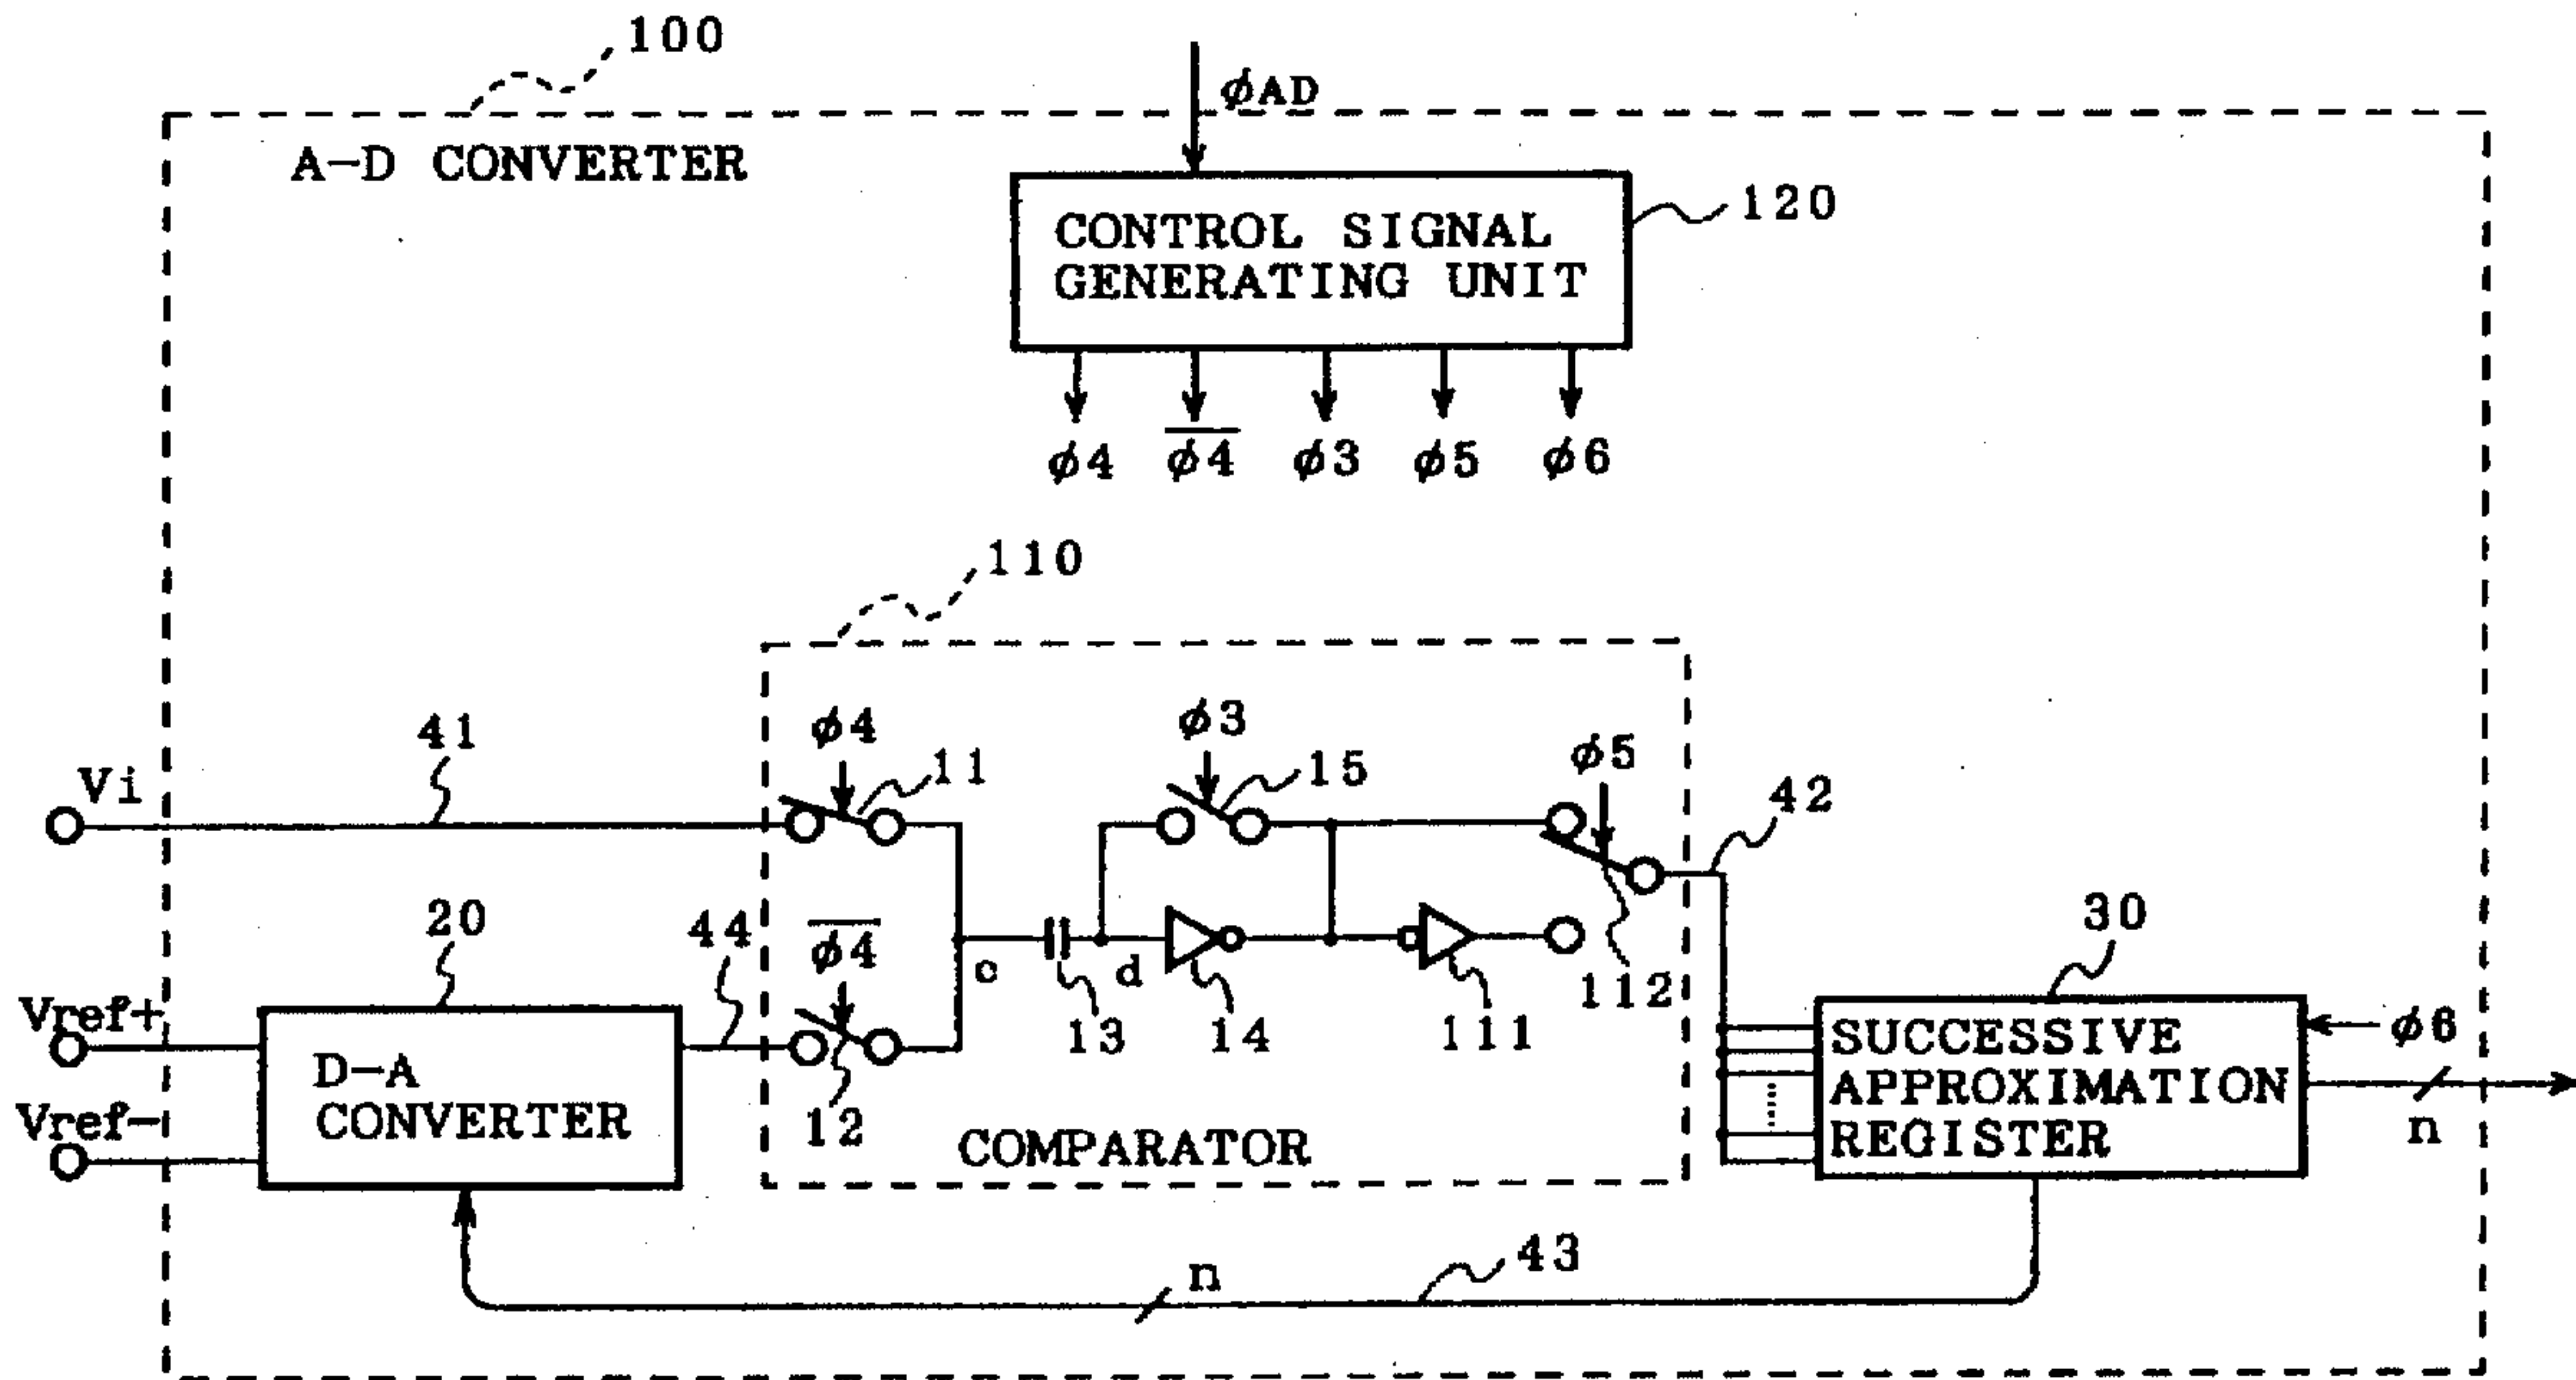 100
φAD
A-D CONVERTER
CONTROL SIGNAL
GENERATING UNIT
120
φ4 φ4̅ φ3 φ5 φ6
110
Vi
41
φ4
11
φ3
15
φ5
42
Vref+
Vref-
20
D-A
CONVERTER
44
φ4̅
12
c
13
d
14
111
112
COMPARATOR
30
SUCCESSIVE
APPROXIMATION
REGISTER
φ6
n
n
43